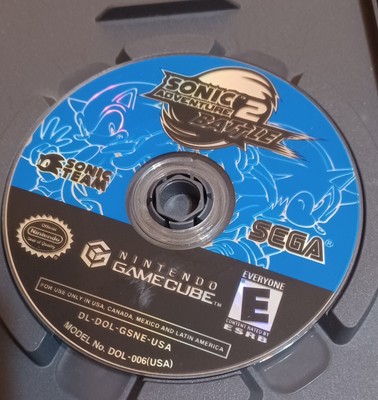 SONIC
ADVENTURE 2
BATTLE
SONIC
TEAM
SEGA
Official
Nintendo
Seal of Quality
NINTENDO
GAMECUBE™
EVERYONE
E
CONTENT RATED BY
ESRB
FOR USE ONLY IN USA, CANADA, MEXICO AND LATIN AMERICA
DL-DOL-GSNE-USA
MODEL No. DOL-006(USA)